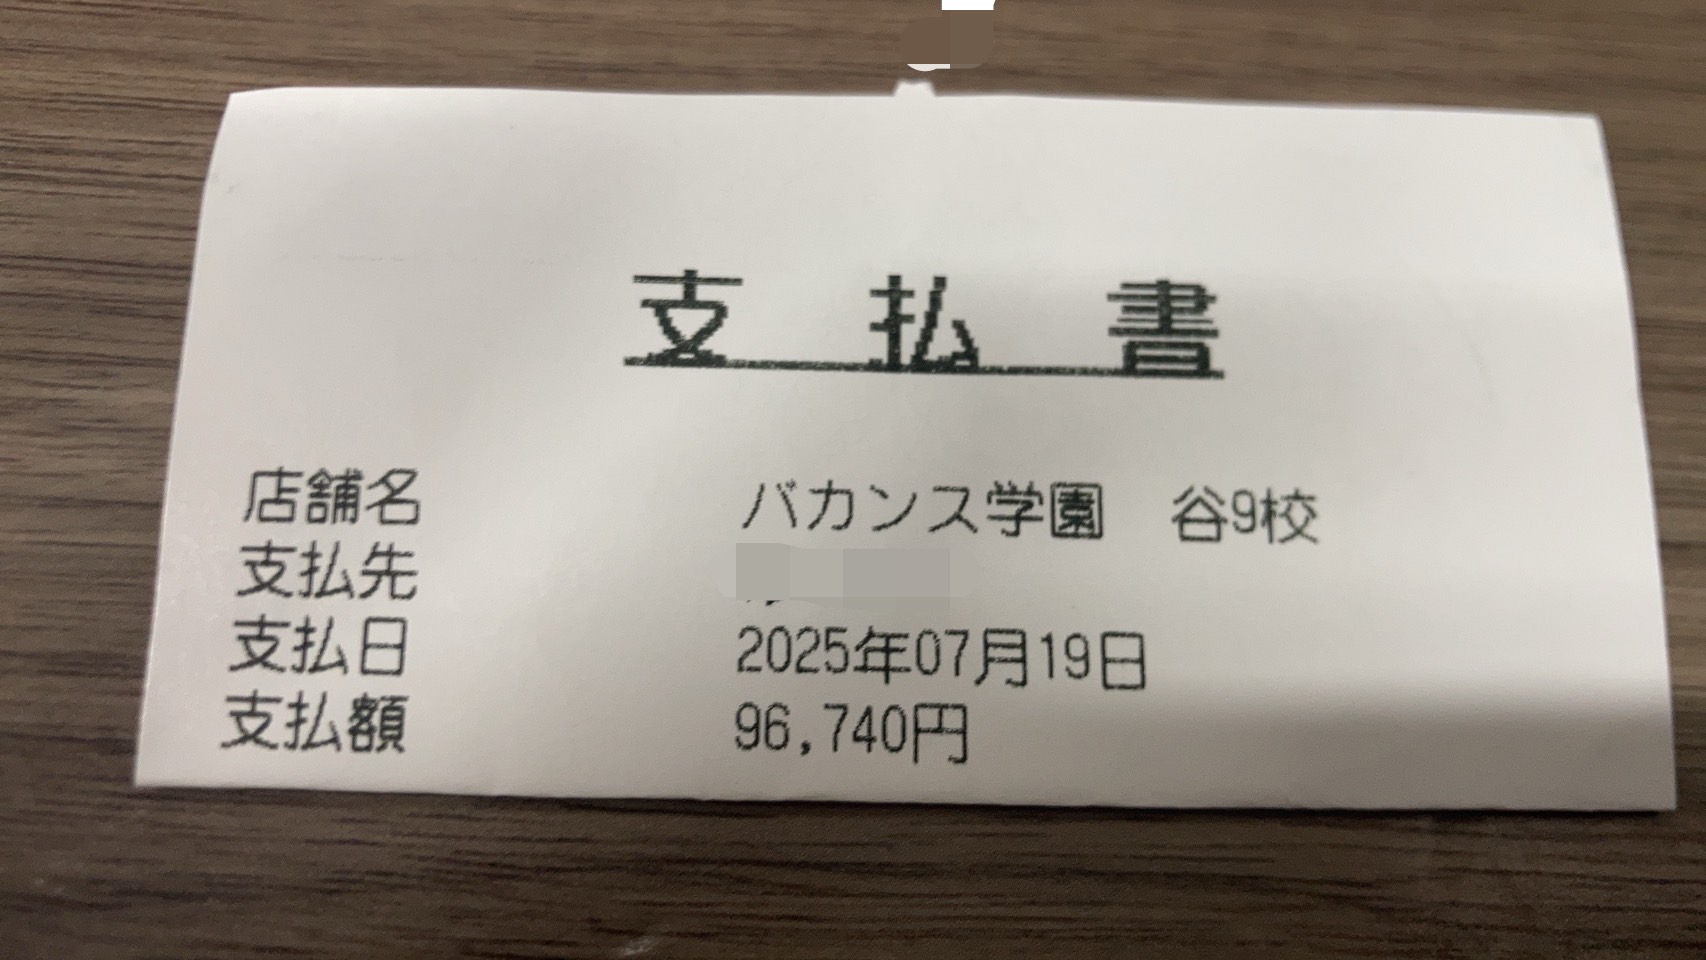 支払書
店舗名 バカンス学園 谷9校
支払先
支払日 2025年07月19日
支払額 96,740円